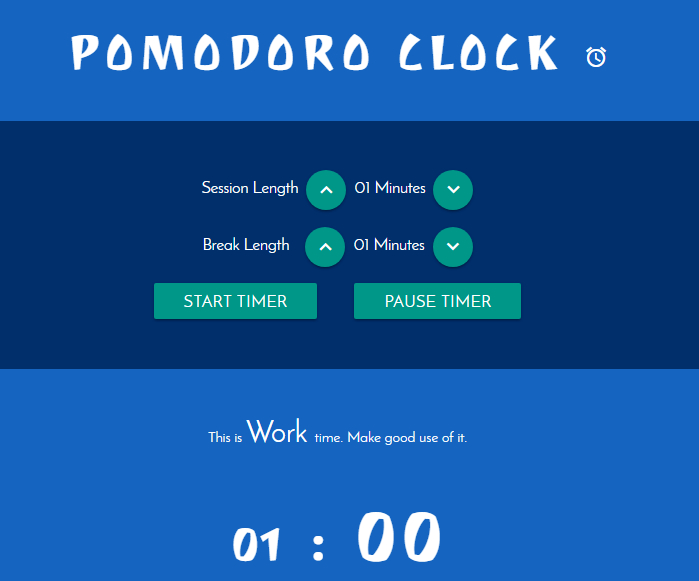 POMODORO CLOCK
Session Length 01 Minutes
Break Length 01 Minutes
START TIMER PAUSE TIMER
This is Work time. Make good use of it.
01 : 00